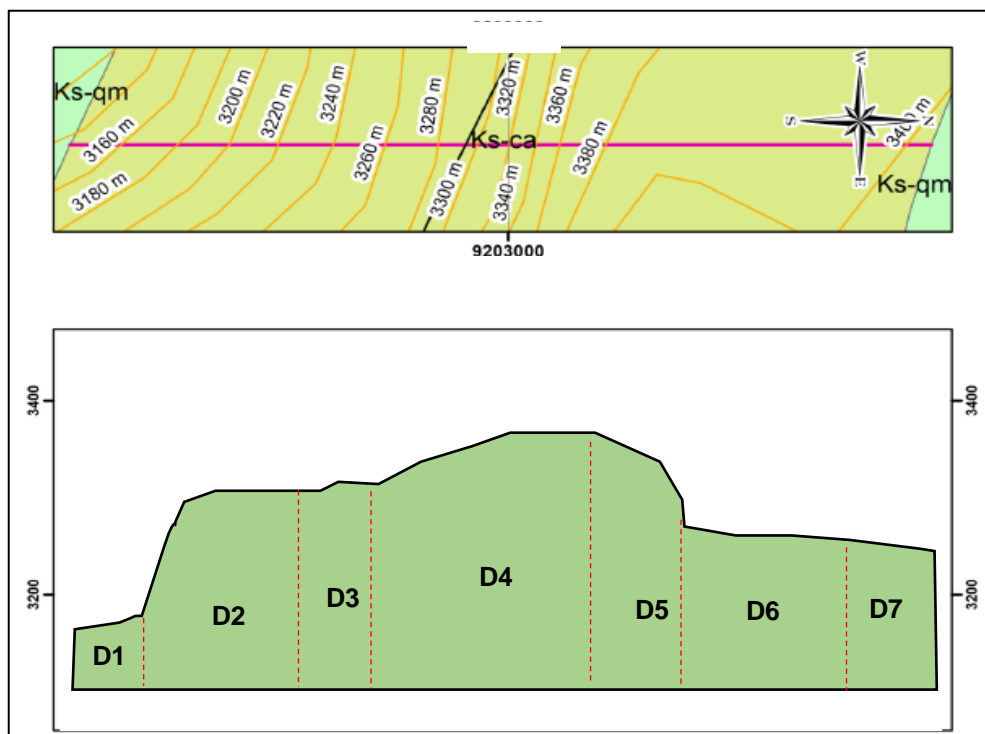 Ks-qm
3160 m
3180 m
3200 m
3220 m
3240 m
3260 m
3280 m
3300 m
3320 m
Ks-ca
3340 m
3360 m
3380 m
W
S
N
E
Ks-qm
9203000
3400
3400
3200
3200
D1
D2
D3
D4
D5
D6
D7